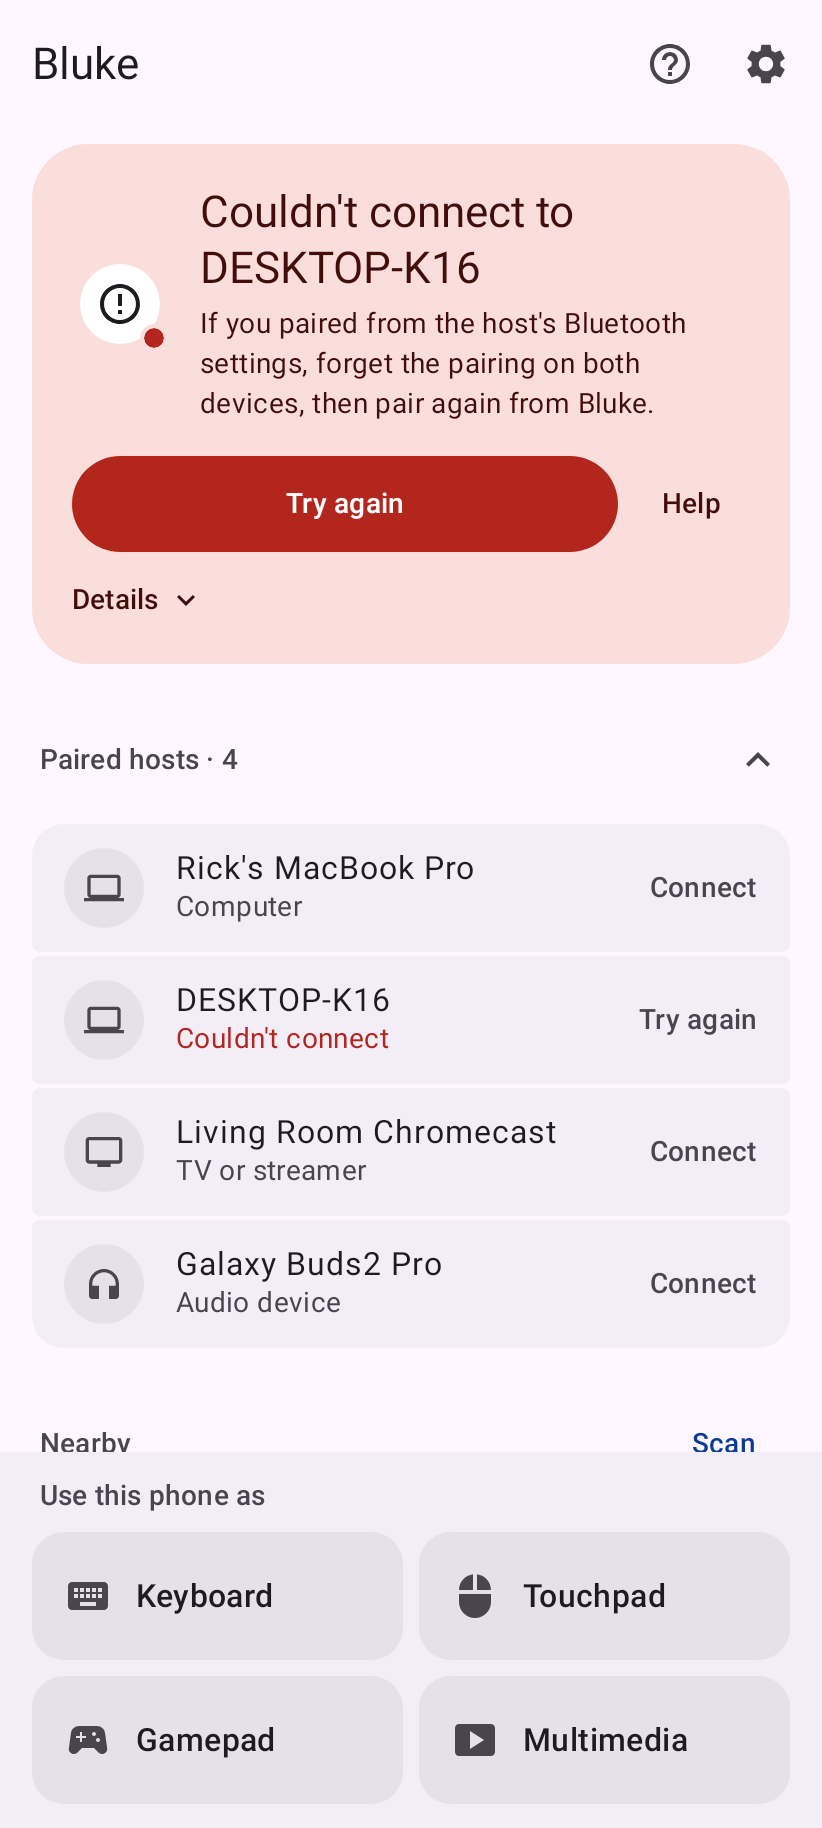 Bluke
Couldn't connect to
DESKTOP-K16
If you paired from the host's Bluetooth
settings, forget the pairing on both
devices, then pair again from Bluke.
Try again
Help
Details
Paired hosts · 4
Rick's MacBook Pro
Computer
Connect
DESKTOP-K16
Couldn't connect
Try again
Living Room Chromecast
TV or streamer
Connect
Galaxy Buds2 Pro
Audio device
Connect
Nearby
Scan
Use this phone as
Keyboard
Touchpad
Gamepad
Multimedia